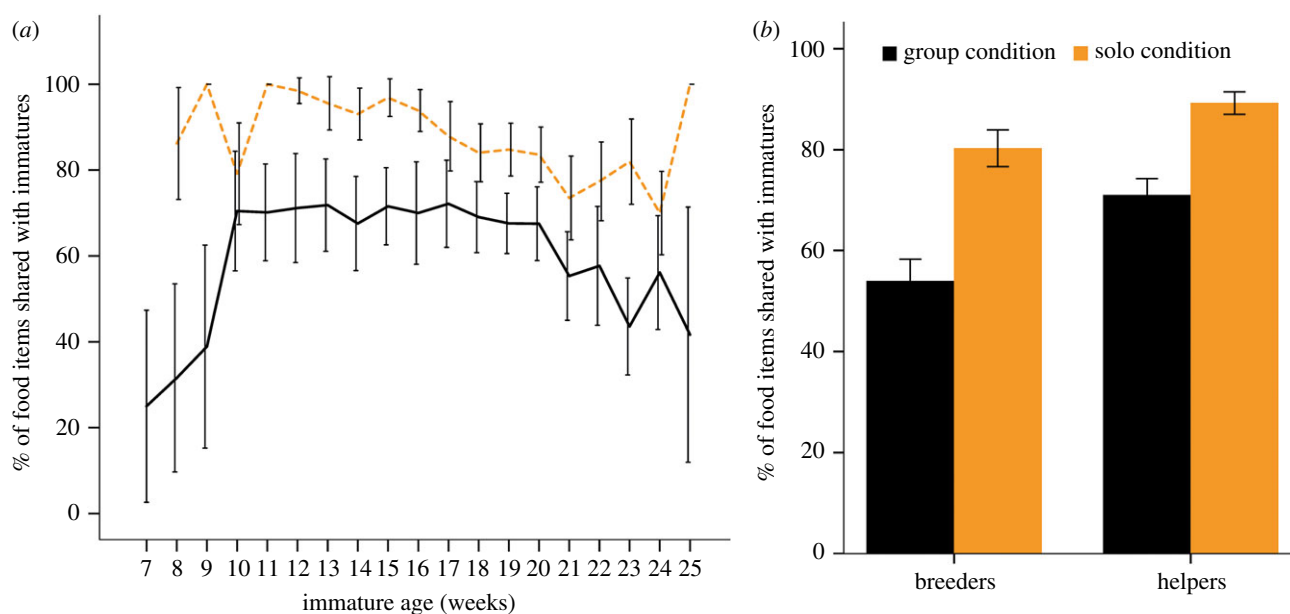 (a)
% of food items shared with immatures
100
80
60
40
20
0
7 8 9 10 11 12 13 14 15 16 17 18 19 20 21 22 23 24 25
immature age (weeks)
(b)
group condition solo condition
% of food items shared with immatures
100
80
60
40
20
0
breeders helpers